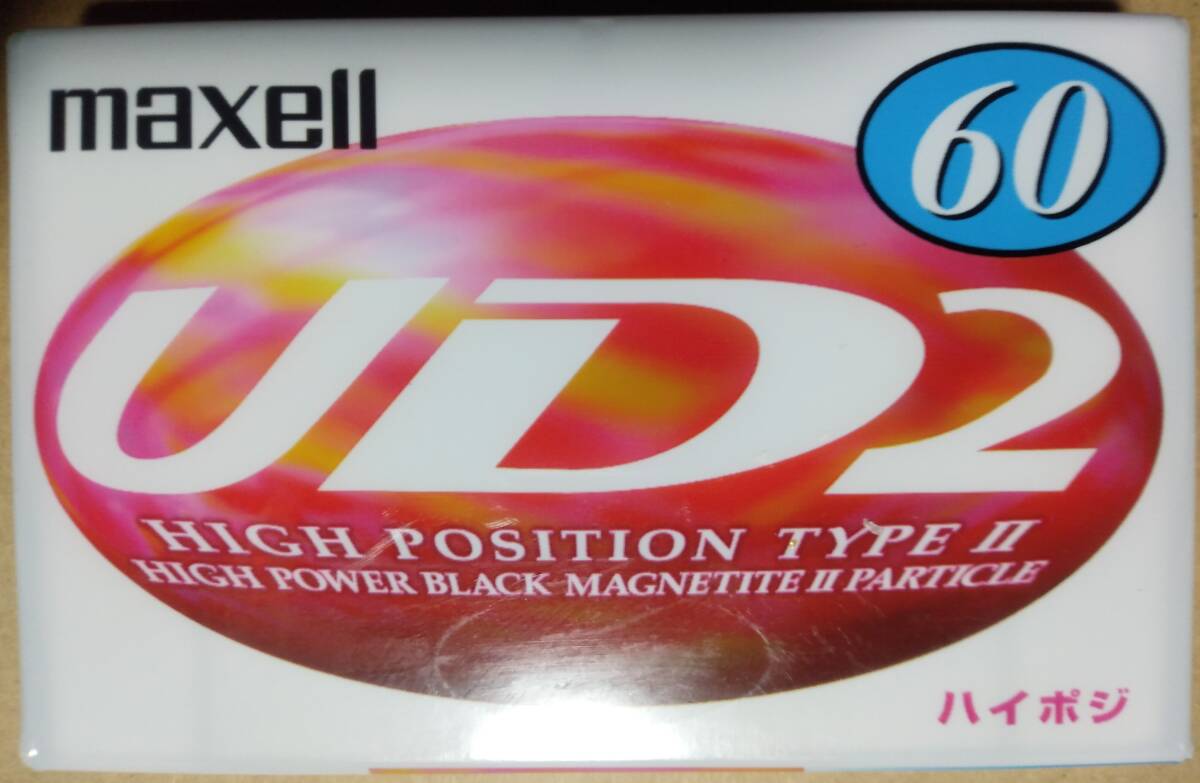 maxell
60
UD2
HIGH POSITION TYPE II
HIGH POWER BLACK MAGNETITE II PARTICLE
ハイポジ